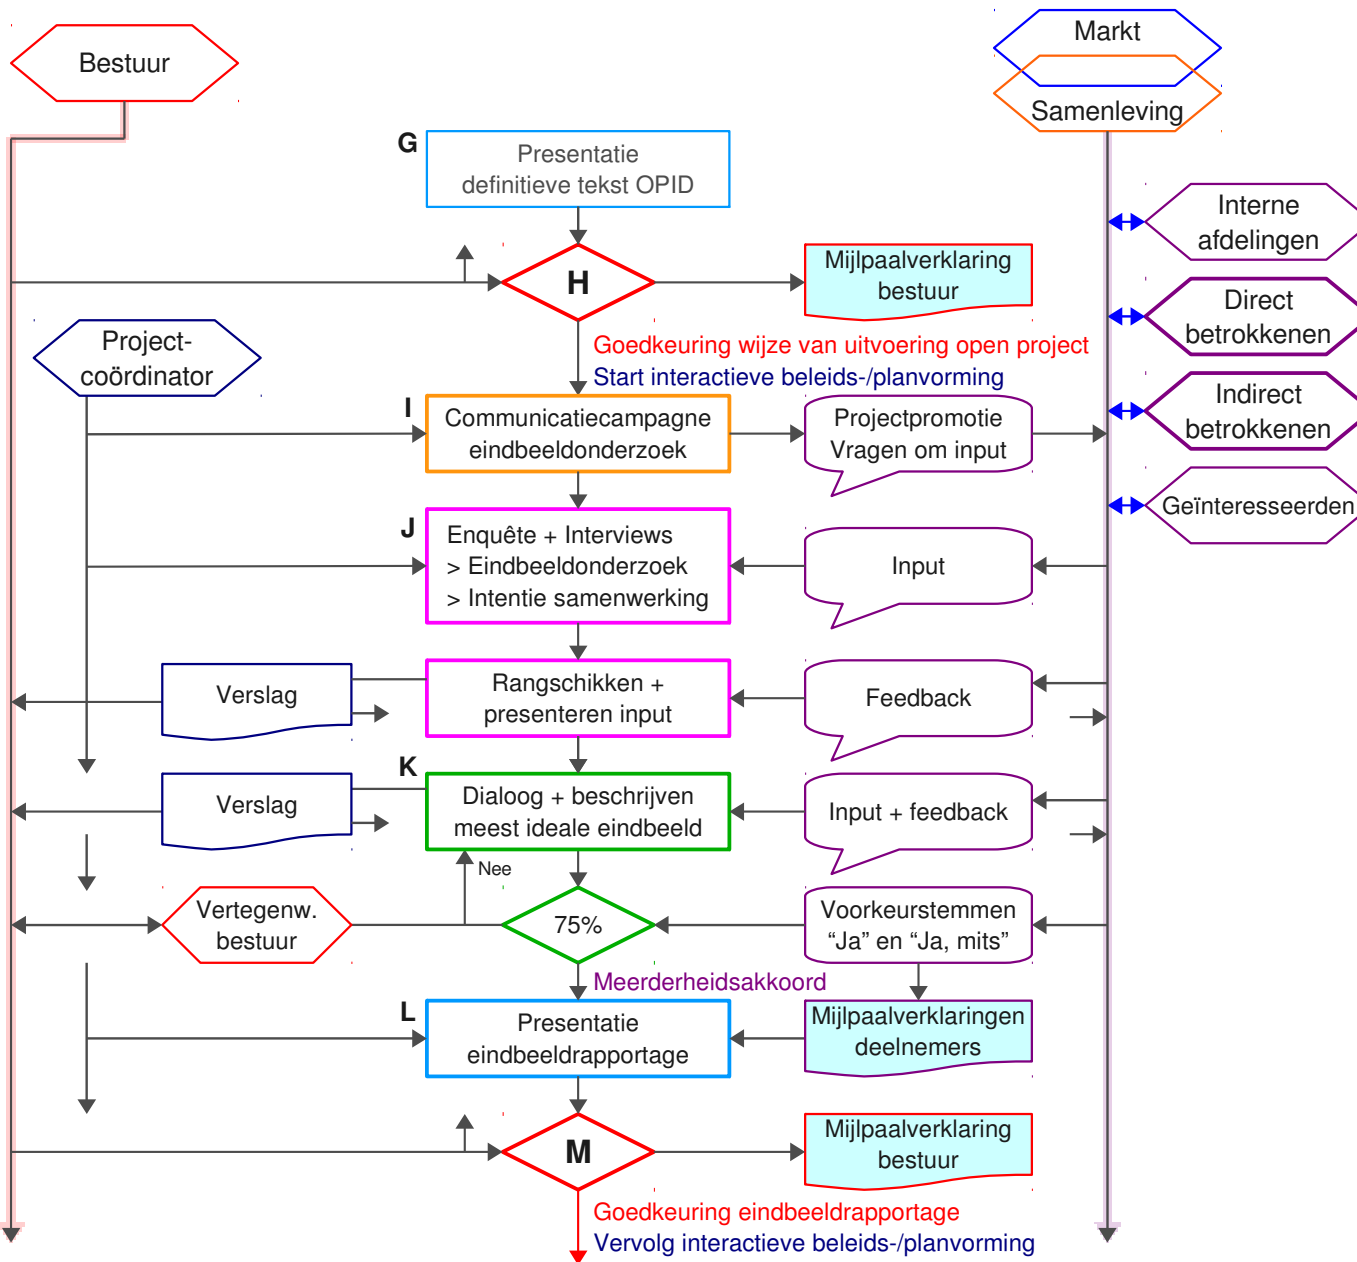 Bestuur
Markt
Samenleving
G
Presentatie
definitieve tekst OPID
Interne
afdelingen
H
Mijlpaalverklaring
bestuur
Direct
betrokkenen
Project-
coördinator
Goedkeuring wijze van uitvoering open project
Start interactieve beleids-/planvorming
Indirect
betrokkenen
I
Communicatiecampagne
eindbeeldonderzoek
Projectpromotie
Vragen om input
Geïnteresseerden
J
Enquête + Interviews
> Eindbeeldonderzoek
> Intentie samenwerking
Input
Verslag
Rangschikken +
presenteren input
Feedback
K
Verslag
Dialoog + beschrijven
meest ideale eindbeeld
Input + feedback
Nee
Vertegenw.
bestuur
75%
Voorkeurstemmen
“Ja” en “Ja, mits”
Meerderheidsakkoord
L
Presentatie
eindbeeldrapportage
Mijlpaalverklaringen
deelnemers
M
Mijlpaalverklaring
bestuur
Goedkeuring eindbeeldrapportage
Vervolg interactieve beleids-/planvorming